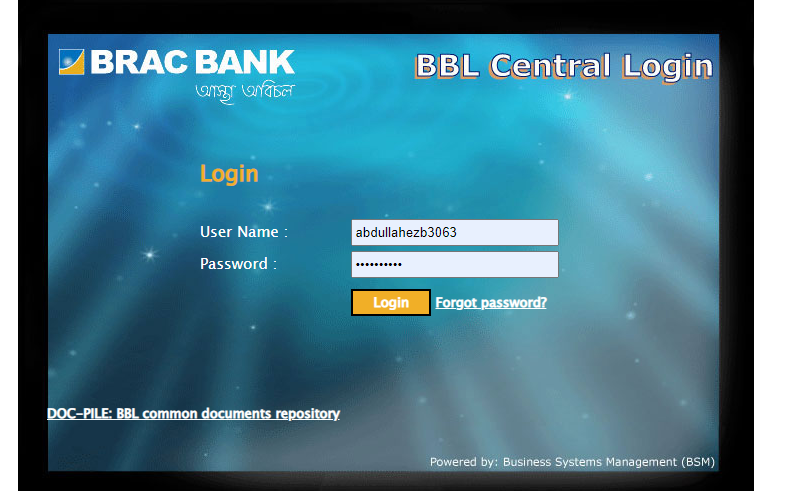 BRAC BANK
আস্থা অবিচল
BBL Central Login
Login
User Name :
abdullahezb3063
Password :
••••••••••
Login
Forgot password?
DOC-PILE: BBL common documents repository
Powered by: Business Systems Management (BSM)